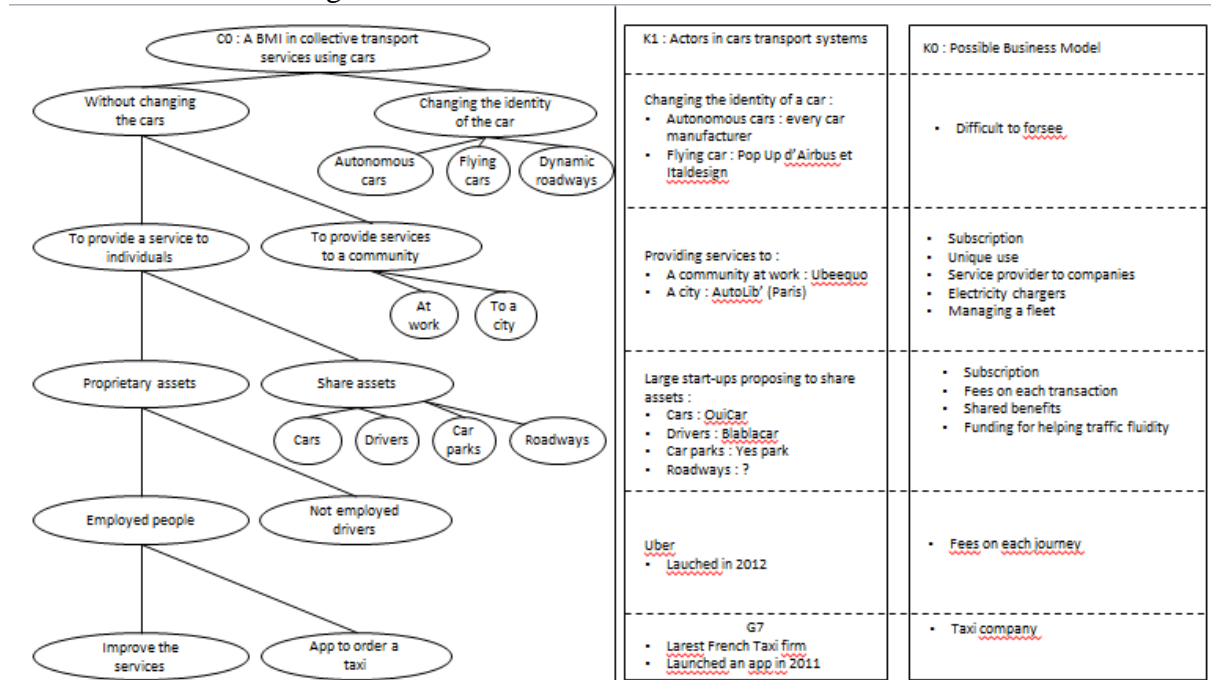 C0 : A BMI in collective transport
services using cars
Without changing
the cars
Changing the identity
of the car
Autonomous
cars
Flying
cars
Dynamic
roadways
To provide a service to
individuals
To provide services
to a community
At
work
To a
city
Proprietary assets
Share assets
Cars
Drivers
Car
parks
Roadways
Employed people
Not employed
drivers
Improve the
services
App to order a
taxi
K1 : Actors in cars transport systems
Changing the identity of a car :
• Autonomous cars : every car
manufacturer
• Flying car : Pop Up d'Airbus et
Italdesign
Providing services to :
• A community at work : Ubeequo
• A city : AutoLib' (Paris)
Large start-ups proposing to share
assets :
• Cars : OuiCar
• Drivers : Blablacar
• Car parks : Yes park
• Roadways : ?
Uber
• Lauched in 2012
G7
• Larest French Taxi firm
• Launched an app in 2011
K0 : Possible Business Model
• Difficult to forsee
• Subscription
• Unique use
• Service provider to companies
• Electricity chargers
• Managing a fleet
• Subscription
• Fees on each transaction
• Shared benefits
• Funding for helping traffic fluidity
• Fees on each journey
• Taxi company